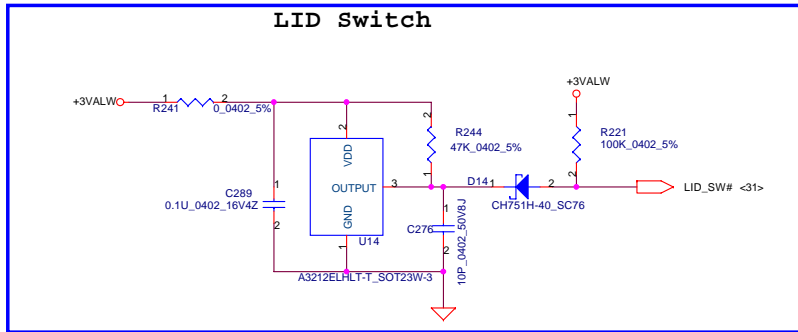 LID Switch
+3VALW
1
R241
2
0_0402_5%
+3VALW
2
VDD
2
R244
47K_0402_5%
1
1
R221
100K_0402_5%
2
C289
0.1U_0402_16V4Z
1
2
OUTPUT
3
GND
1
U14
A3212ELHLT-T_SOT23W-3
1
C276
2
10P_0402_50V8J
D14
1
2
CH751H-40_SC76
LID_SW# <31>